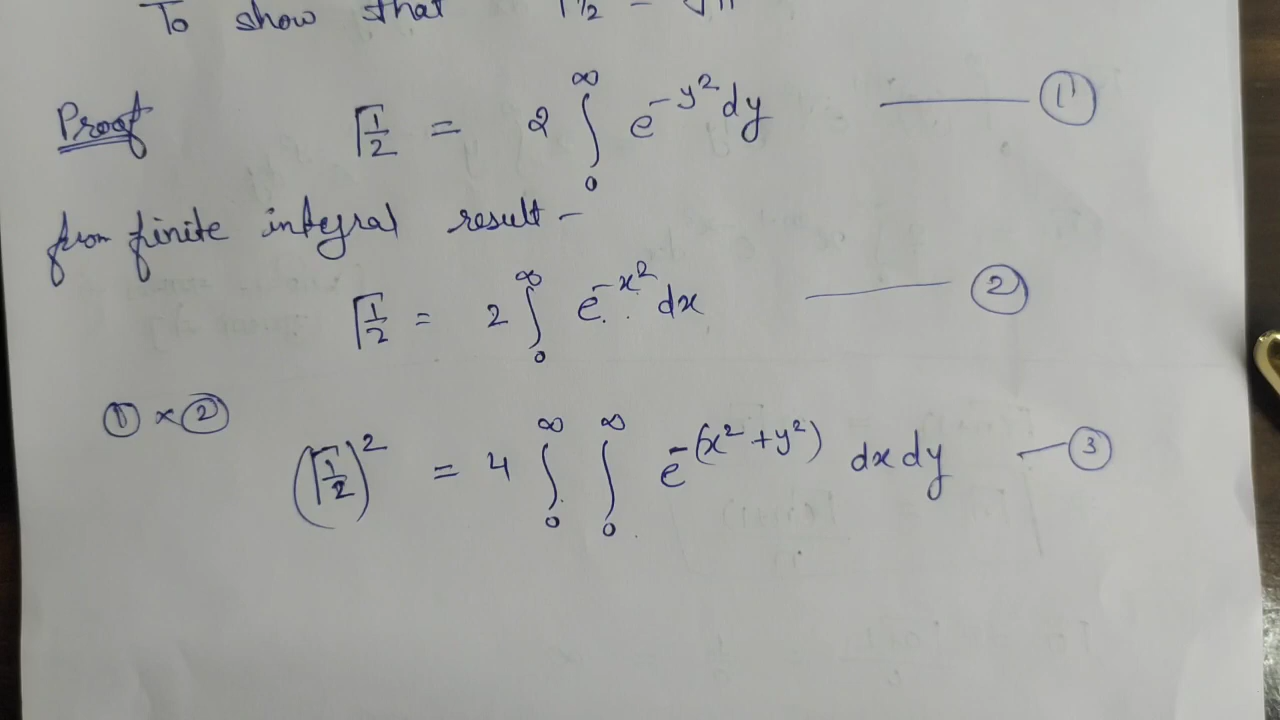 To show that Γ1/2 = √π
Proof Γ1/2 = 2 ∫₀^∞ e^(-y²) dy —— ①
from finite integral result –
Γ1/2 = 2 ∫₀^∞ e^(-x²) dx —— ②
① × ②
(Γ1/2)² = 4 ∫₀^∞ ∫₀^∞ e^-(x² + y²) dx dy — ③